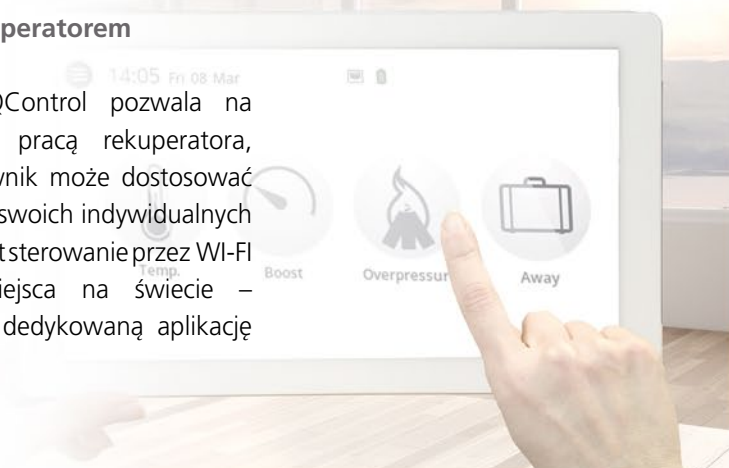 peratorem
Control pozwala na
pracą rekuperatora,
wnik może dostosować
swoich indywidualnych
t sterowanie przez WI-FI
iejsca na świecie –
dedykowaną aplikację
14:05 Fri 08 Mar
Temp.
Boost
Overpressur
Away